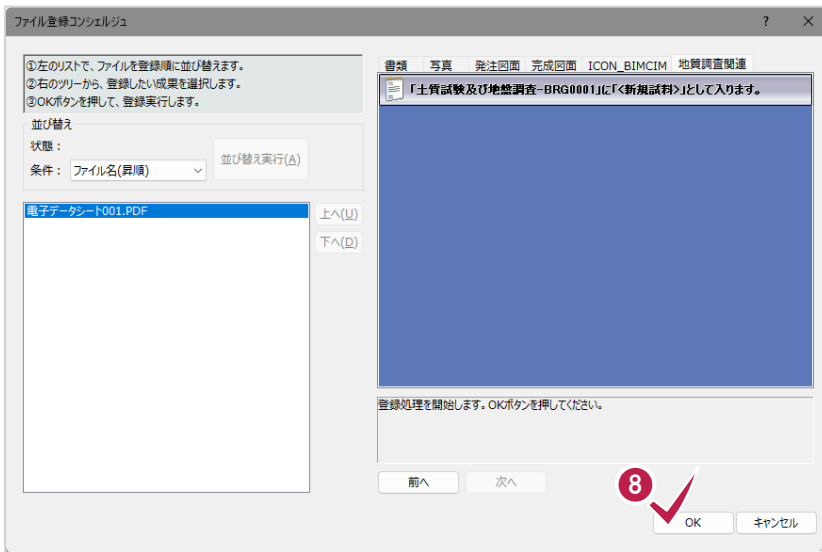 ファイル登録コンシェルジュ
①左のリストで、ファイルを登録順に並び替えます。
②右のツリーから、登録したい成果を選択します。
③OKボタンを押して、登録実行します。
並び替え
状態：
条件： ファイル名(昇順)
並び替え実行(A)
電子データシート001.PDF
上へ(U)
下へ(D)
書類 写真 発注図面 完成図面 ICON_BIMCIM 地質調査関連
「土質試験及び地盤調査-BRG0001」に「<新規試料>」として入ります。
登録処理を開始します。OKボタンを押してください。
前へ 次へ
8
OK キャンセル